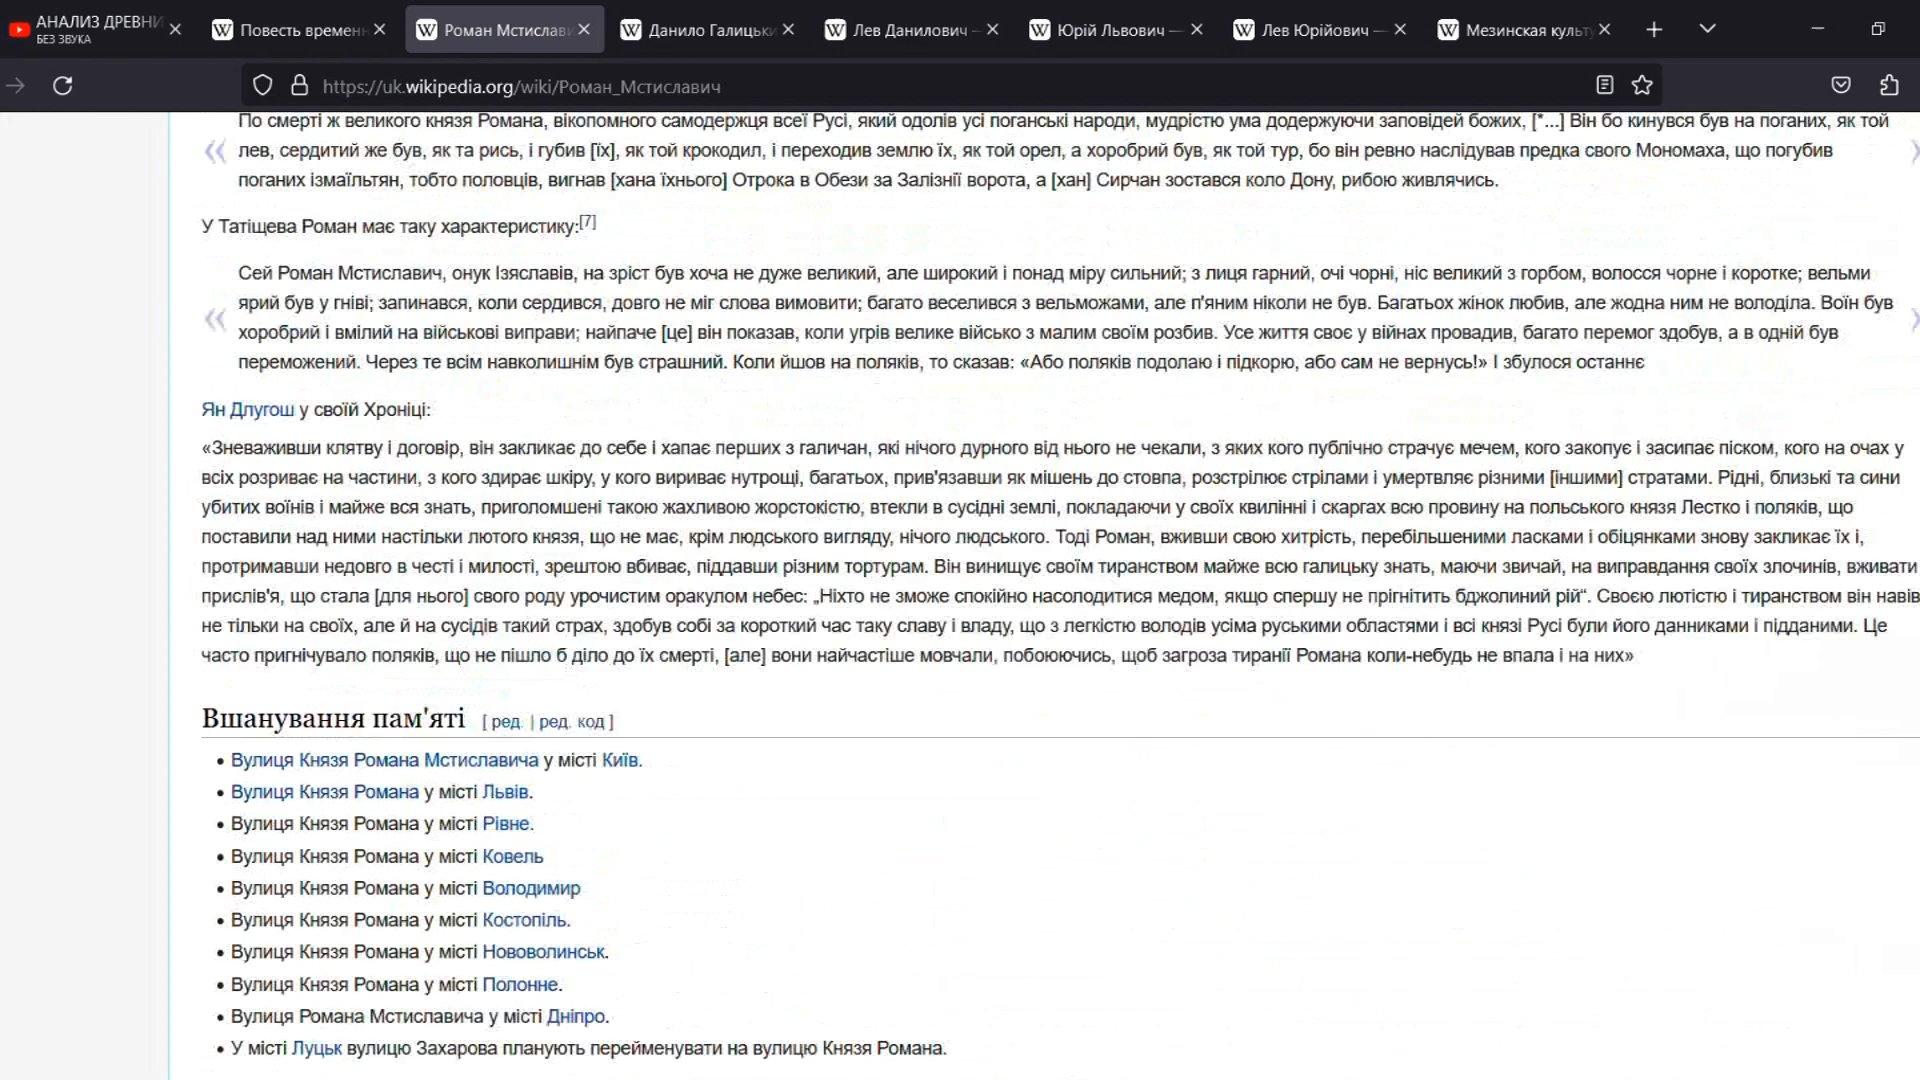 АНАЛИЗ ДРЕВНИ
БЕЗ ЗВУКА
Повесть времен
Роман Мстислав
Данило Галицьк
Лев Данилович —
Юрій Львович —
Лев Юрійович —
Мезинская культ
https://uk.wikipedia.org/wiki/Роман_Мстиславич
По смерті ж великого князя Романа, вікопомного самодержця всеї Русі, який одолів усі поганські народи, мудрістю ума додержуючи заповідей божих, [*...] Він бо кинувся був на поганих, як той
лев, сердитий же був, як та рись, і губив [їх], як той крокодил, і переходив землю їх, як той орел, а хоробрий був, як той тур, бо він ревно наслідував предка свого Мономаха, що погубив
поганих ізмаїльтян, тобто половців, вигнав [хана їхнього] Отрока в Обези за Залізнії ворота, а [хан] Сирчан зостався коло Дону, рибою живлячись.
У Татіщева Роман має таку характеристику:[7]
Сей Роман Мстиславич, онук Ізяславів, на зріст був хоча не дуже великий, але широкий і понад міру сильний; з лиця гарний, очі чорні, ніс великий з горбом, волосся чорне і коротке; вельми
ярий був у гніві; запинався, коли сердився, довго не міг слова вимовити; багато веселився з вельможами, але п'яним ніколи не був. Багатьох жінок любив, але жодна ним не володіла. Воїн був
хоробрий і вмілий на військові виправи; найпаче [це] він показав, коли угрів велике військо з малим своїм розбив. Усе життя своє у війнах провадив, багато перемог здобув, а в одній був
переможений. Через те всім навколишнім був страшний. Коли йшов на поляків, то сказав: «Або поляків подолаю і підкорю, або сам не вернусь!» І збулося останнє
Ян Длугош у своїй Хроніці:
«Зневаживши клятву і договір, він закликає до себе і хапає перших з галичан, які нічого дурного від нього не чекали, з яких кого публічно страчує мечем, кого закопує і засипає піском, кого на очах у
всіх розриває на частини, з кого здирає шкіру, у кого вириває нутрощі, багатьох, прив'язавши як мішень до стовпа, розстрілює стрілами і умертвляє різними [іншими] стратами. Рідні, близькі та сини
убитих воїнів і майже вся знать, приголомшені такою жахливою жорстокістю, втекли в сусідні землі, покладаючи у своїх квилінні і скаргах всю провину на польського князя Лестко і поляків, що
поставили над ними настільки лютого князя, що не має, крім людського вигляду, нічого людського. Тоді Роман, вживши свою хитрість, перебільшеними ласками і обіцянками знову закликає їх і,
протримавши недовго в честі і милості, зрештою вбиває, піддавши різним тортурам. Він винищує своїм тиранством майже всю галицьку знать, маючи звичай, на виправдання своїх злочинів, вживати
прислів'я, що стала [для нього] свого роду урочистим оракулом небес: „Ніхто не зможе спокійно насолодитися медом, якщо спершу не прігнітить бджолиний рій“. Своєю лютістю і тиранством він навів
не тільки на своїх, але й на сусідів такий страх, здобув собі за короткий час таку славу і владу, що з легкістю володів усіма руськими областями і всі князі Русі були його данниками і підданими. Це
часто пригнічувало поляків, що не пішло б діло до їх смерті, [але] вони найчастіше мовчали, побоюючись, щоб загроза тиранії Романа коли-небудь не впала і на них»
Вшанування пам'яті [ ред. | ред. код ]
• Вулиця Князя Романа Мстиславича у місті Київ.
• Вулиця Князя Романа у місті Львів.
• Вулиця Князя Романа у місті Рівне.
• Вулиця Князя Романа у місті Ковель
• Вулиця Князя Романа у місті Володимир
• Вулиця Князя Романа у місті Костопіль.
• Вулиця Князя Романа у місті Нововолинськ.
• Вулиця Князя Романа у місті Полонне.
• Вулиця Романа Мстиславича у місті Дніпро.
• У місті Луцьк вулицю Захарова планують перейменувати на вулицю Князя Романа.